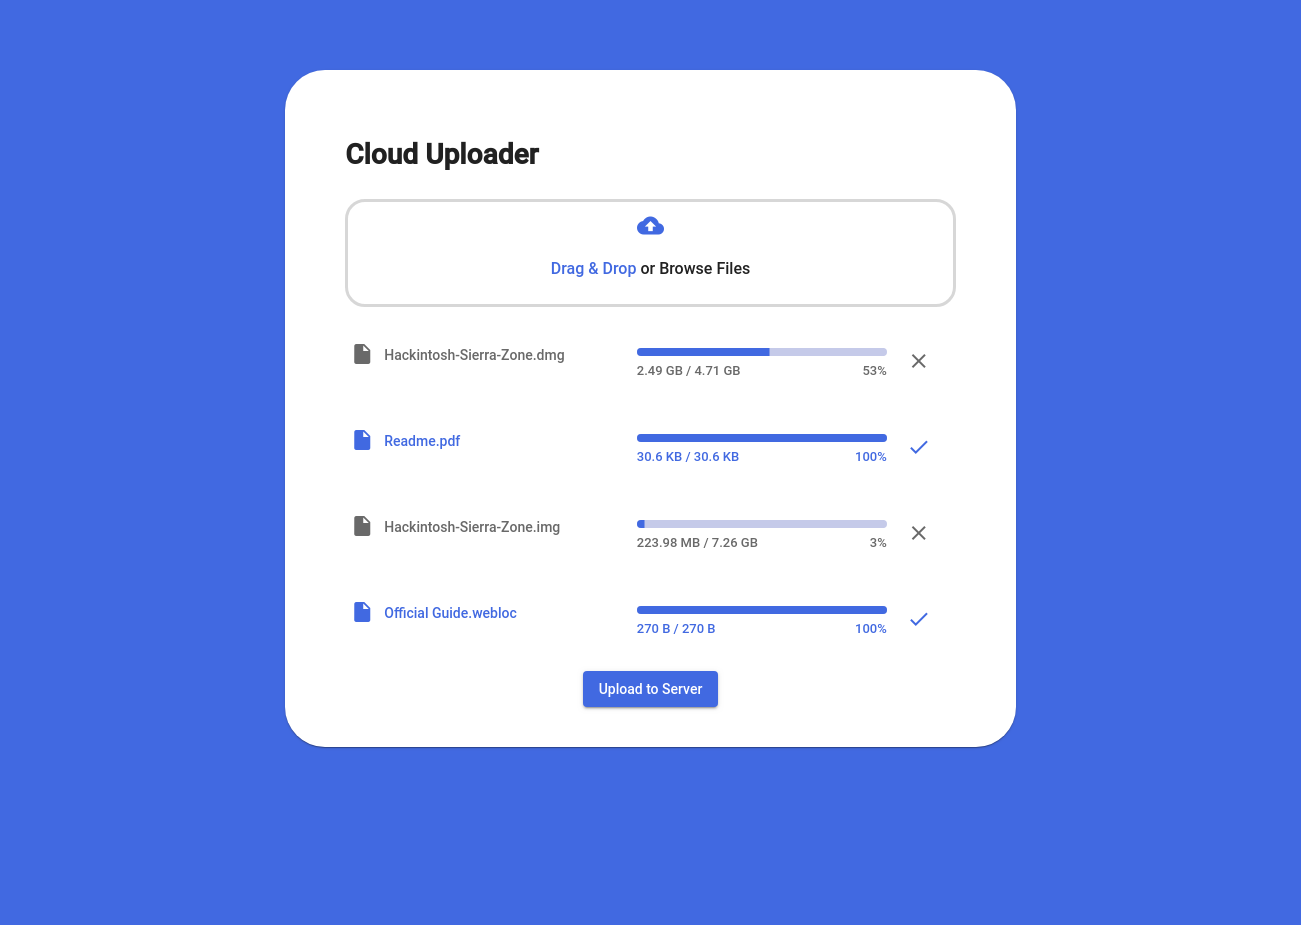 Cloud Uploader
Drag & Drop or Browse Files
Hackintosh-Sierra-Zone.dmg
2.49 GB / 4.71 GB 53%
Readme.pdf
30.6 KB / 30.6 KB 100%
Hackintosh-Sierra-Zone.img
223.98 MB / 7.26 GB 3%
Official Guide.webloc
270 B / 270 B 100%
Upload to Server